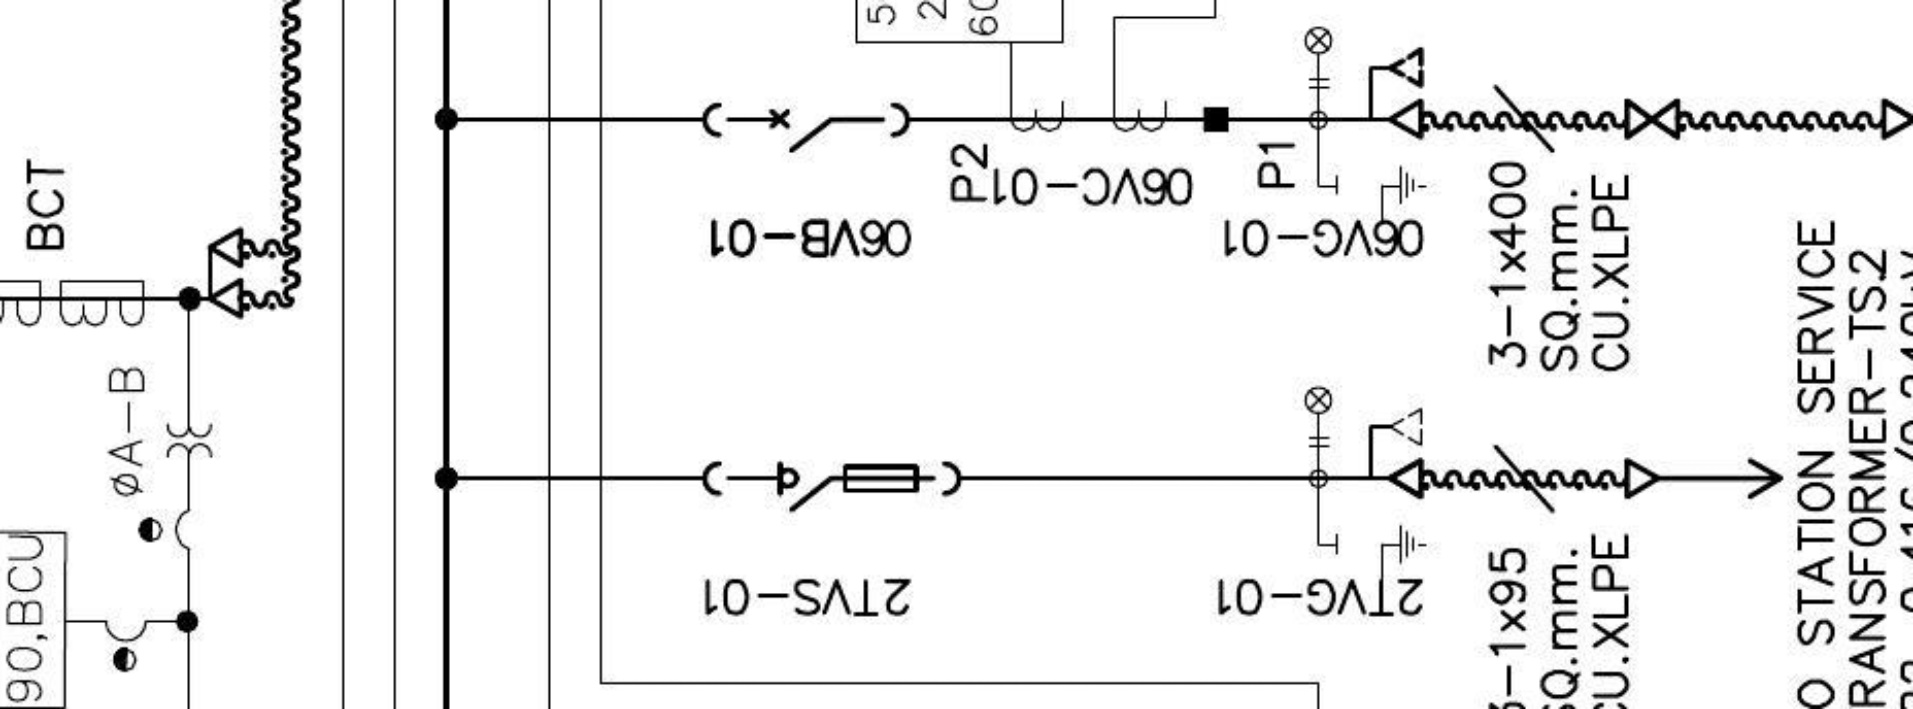 BCT
øA-B
90,BCU
5
2
60
P2
P1
06VB-01
06VC-01
06VG-01
3-1x400
SQ.mm.
CU.XLPE
2TVS-01
2TVG-01
3-1x95
SQ.mm.
CU.XLPE
O STATION SERVICE
RANSFORMER-TS2